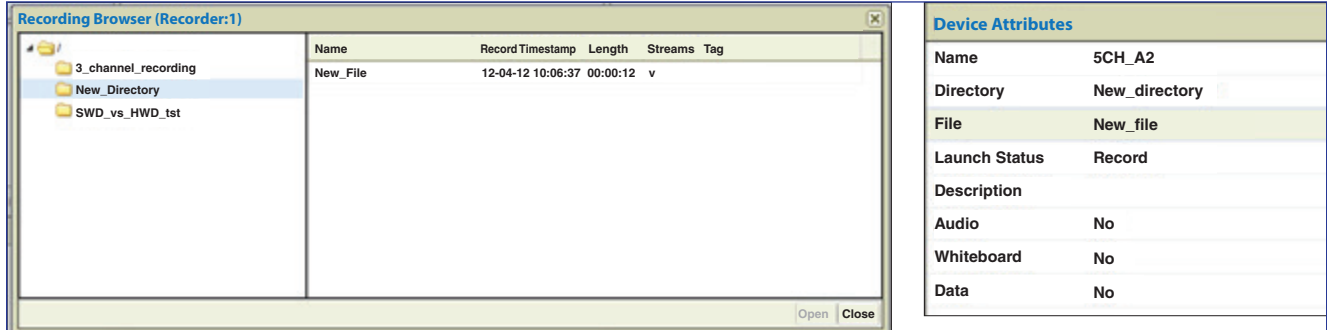 Recording Browser (Recorder:1)
/
3_channel_recording
New_Directory
SWD_vs_HWD_tst
Name Record Timestamp Length Streams Tag
New_File 12-04-12 10:06:37 00:00:12 v
Open Close
Device Attributes
Name 5CH_A2
Directory New_directory
File New_file
Launch Status Record
Description
Audio No
Whiteboard No
Data No